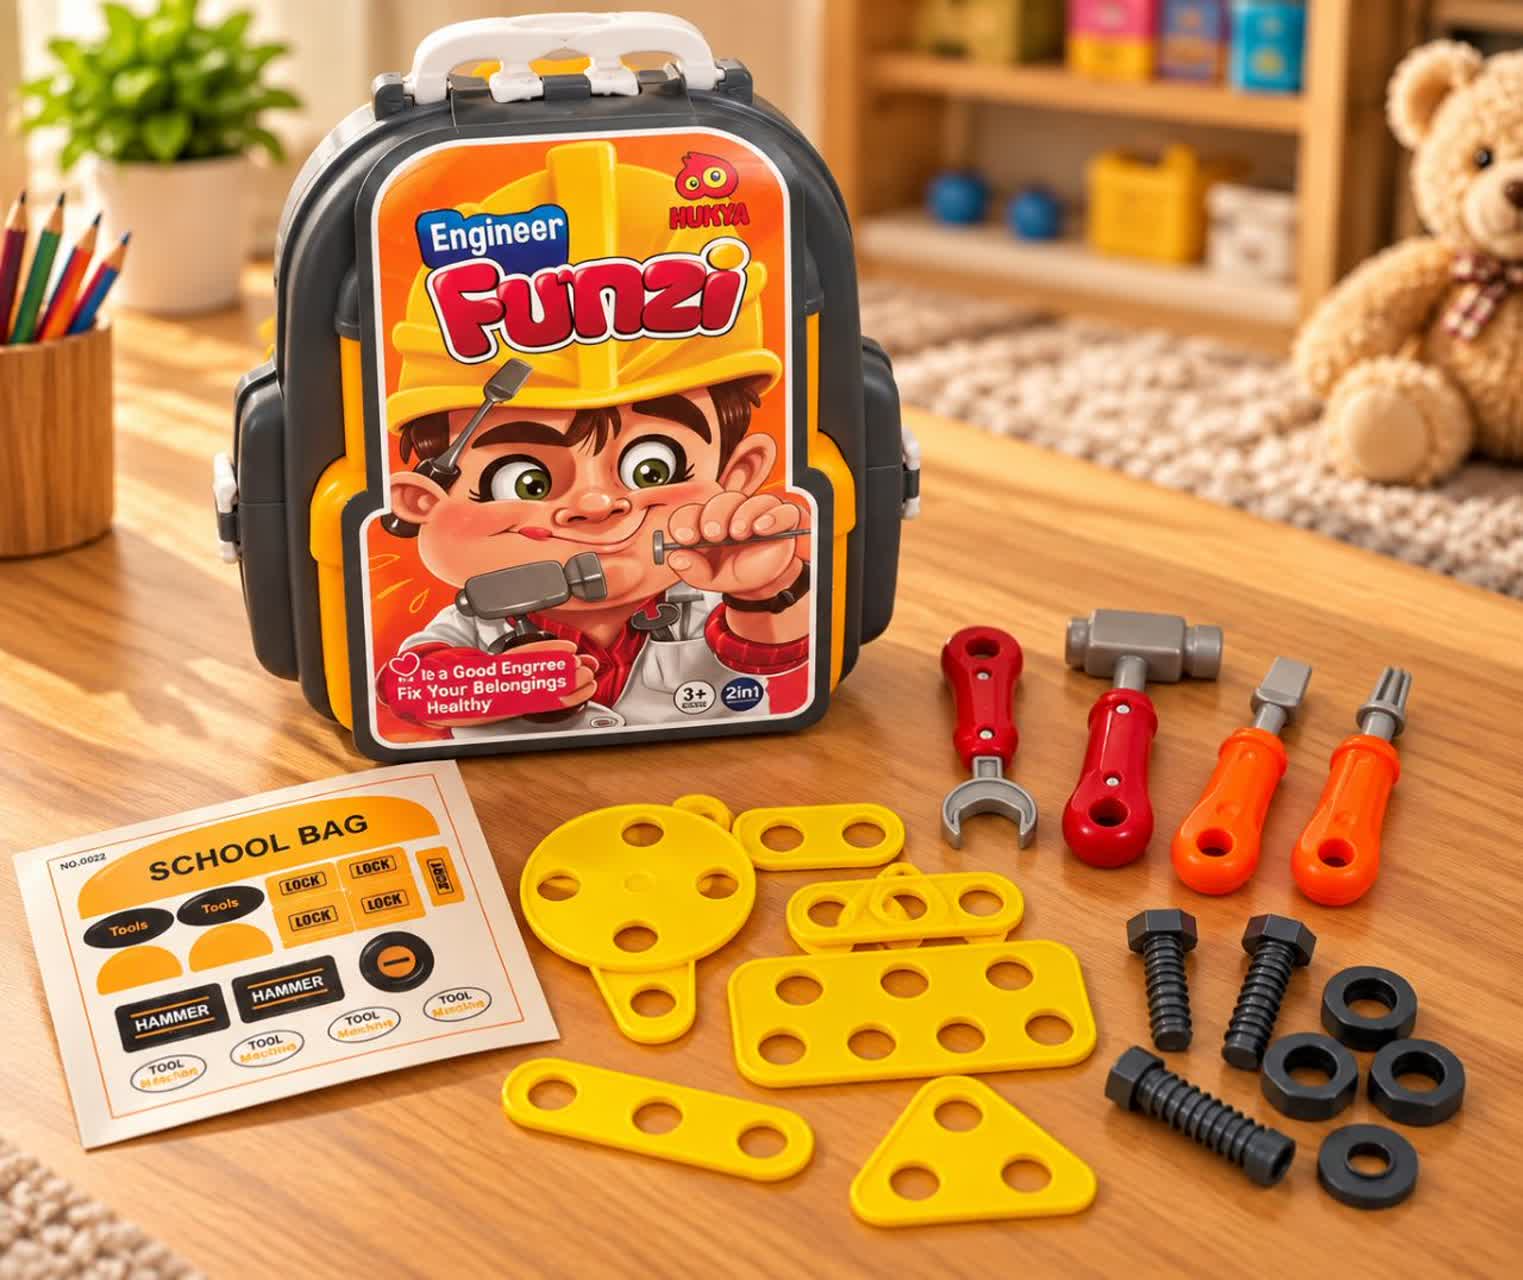 HUKYA
Engineer
Funzi
le a Good Engrree
Fix Your Belongings
Healthy
3+
2in1
NO.0022
SCHOOL BAG
LOCK
LOCK
LOCK
LOCK
Tools
Tools
HAMMER
HAMMER
TOOL
TOOL
TOOL
TOOL
Machine